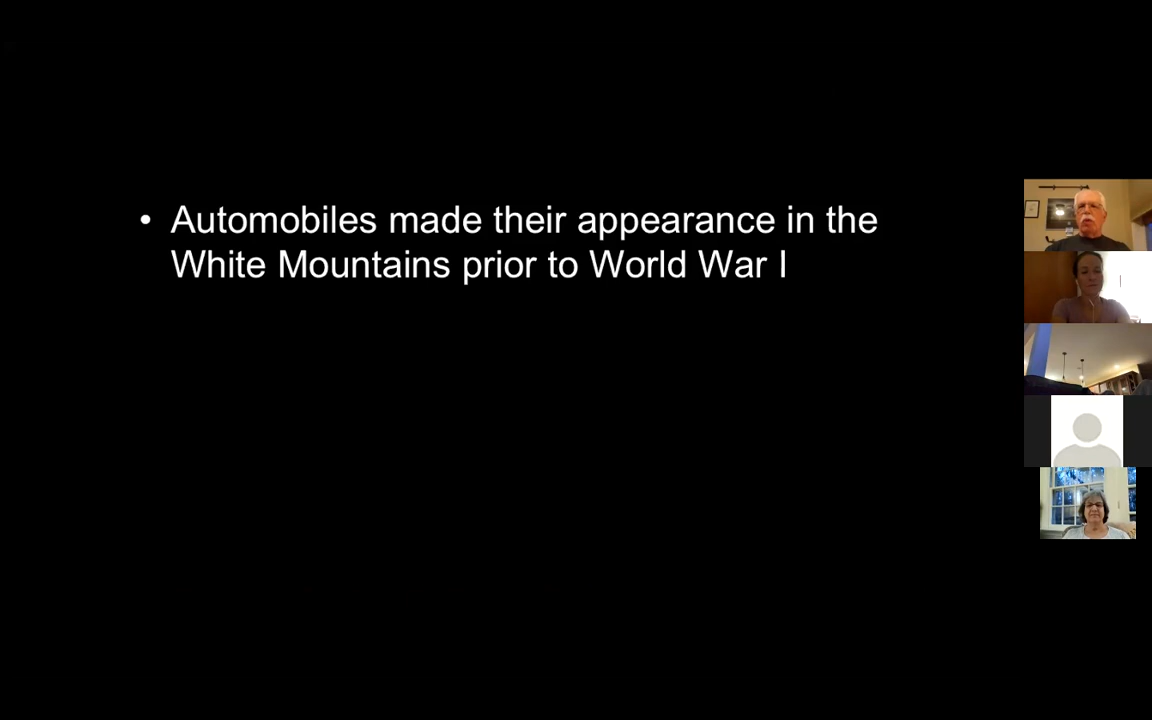 • Automobiles made their appearance in the
White Mountains prior to World War I